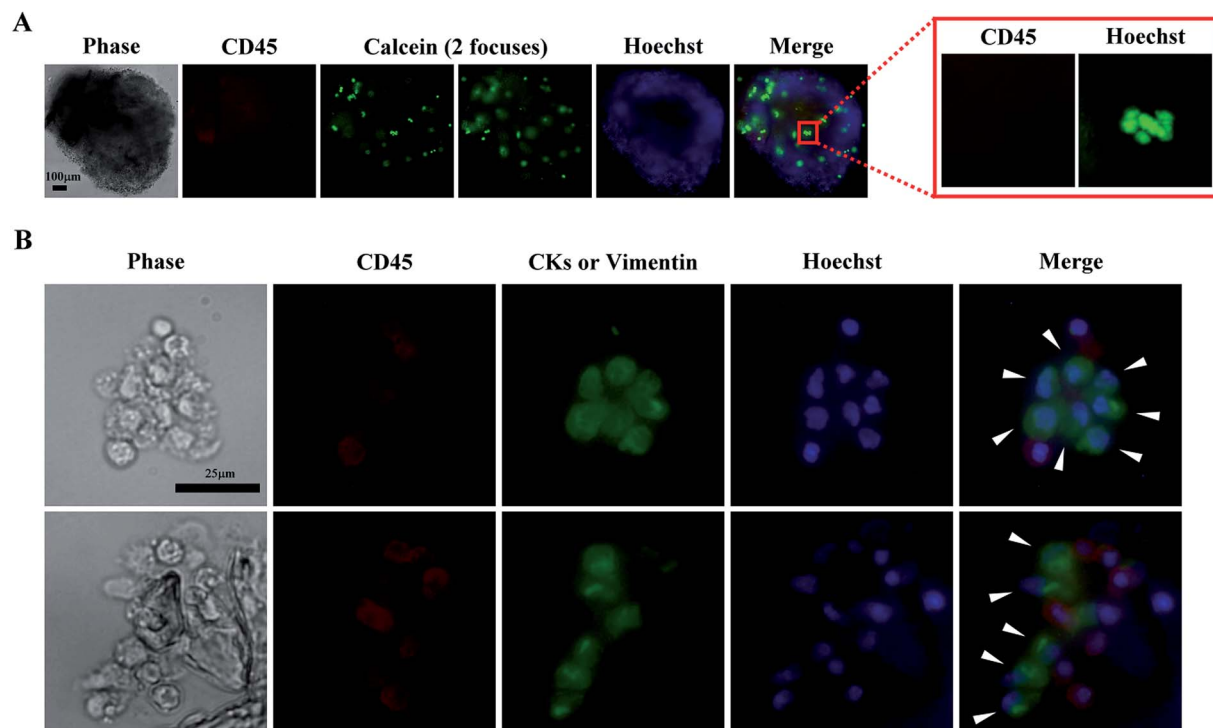 A
Phase CD45 Calcein (2 focuses) Hoechst Merge
CD45 Hoechst
100μm
B
Phase CD45 CKs or Vimentin Hoechst Merge
25μm